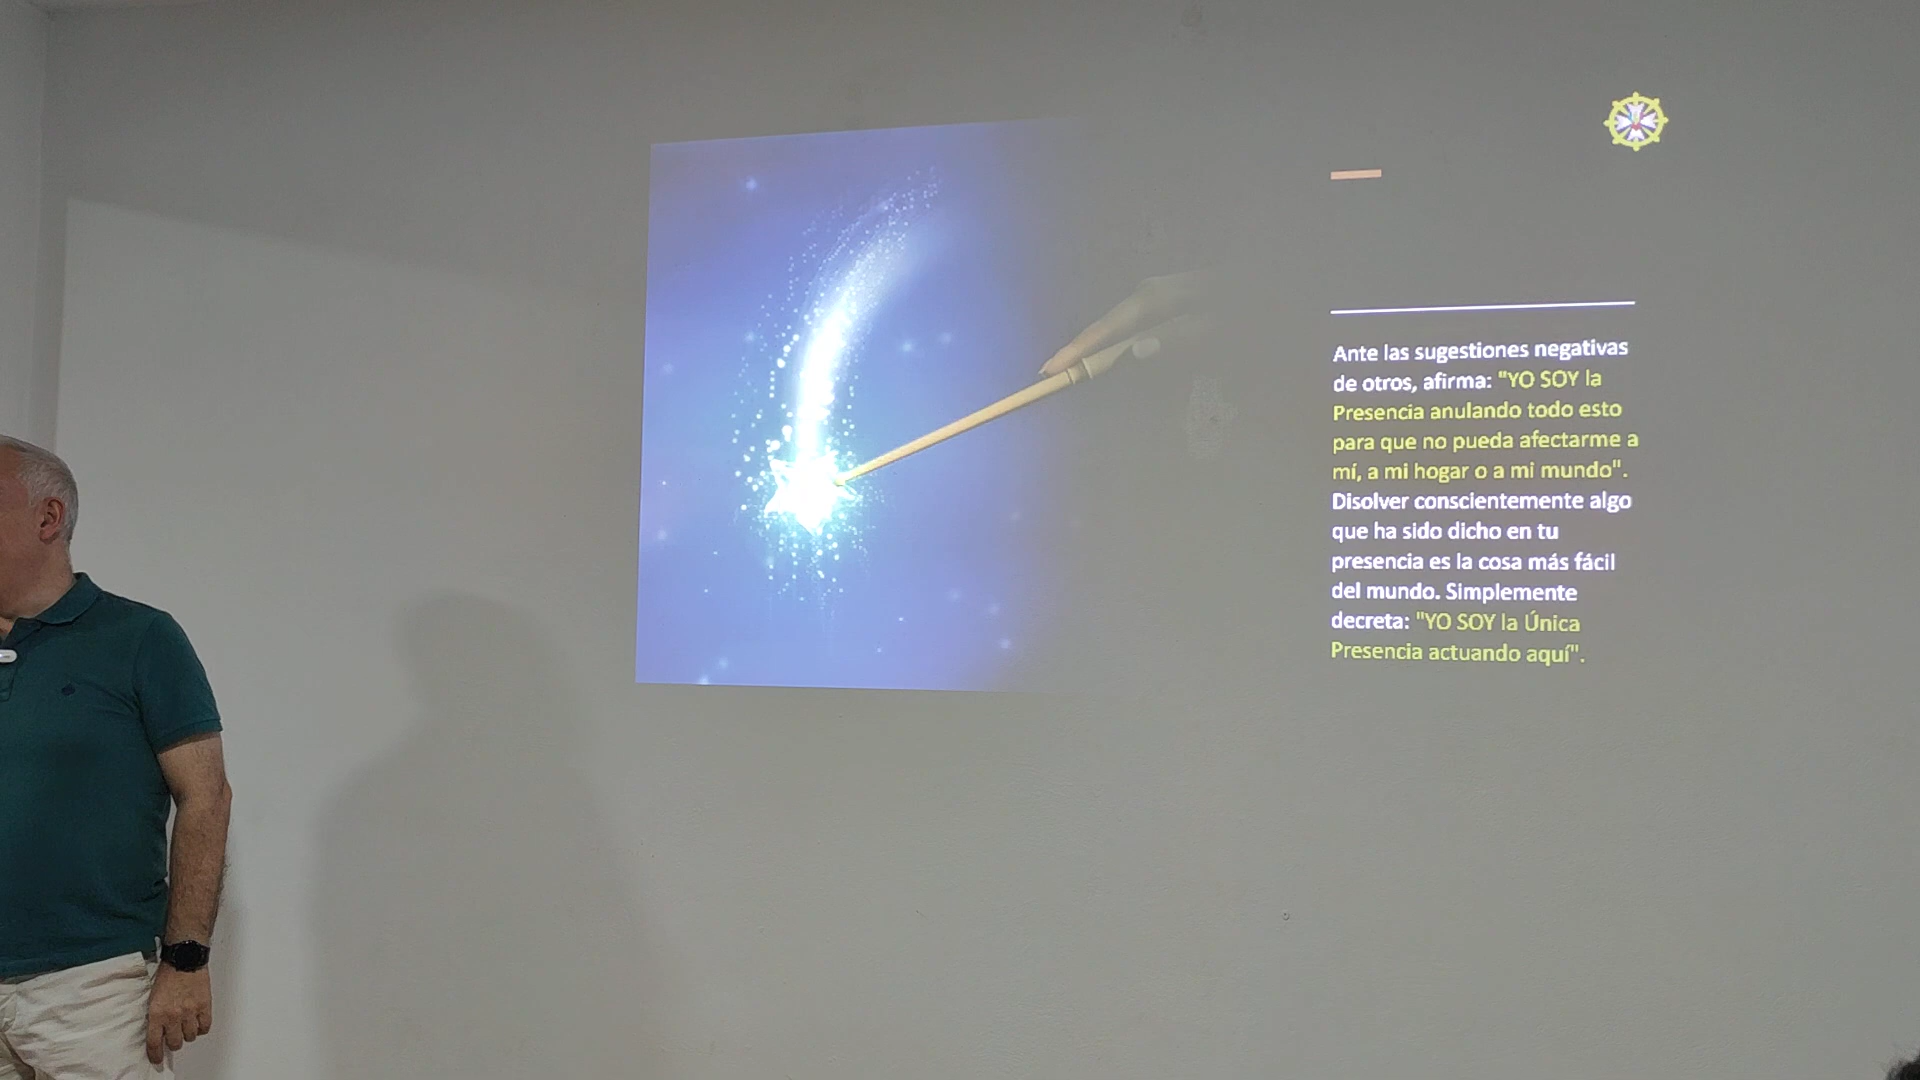 Ante las sugestiones negativas
de otros, afirma: "YO SOY la
Presencia anulando todo esto
para que no pueda afectarme a
mí, a mi hogar o a mi mundo".
Disolver conscientemente algo
que ha sido dicho en tu
presencia es la cosa más fácil
del mundo. Simplemente
decreta: "YO SOY la Única
Presencia actuando aquí".